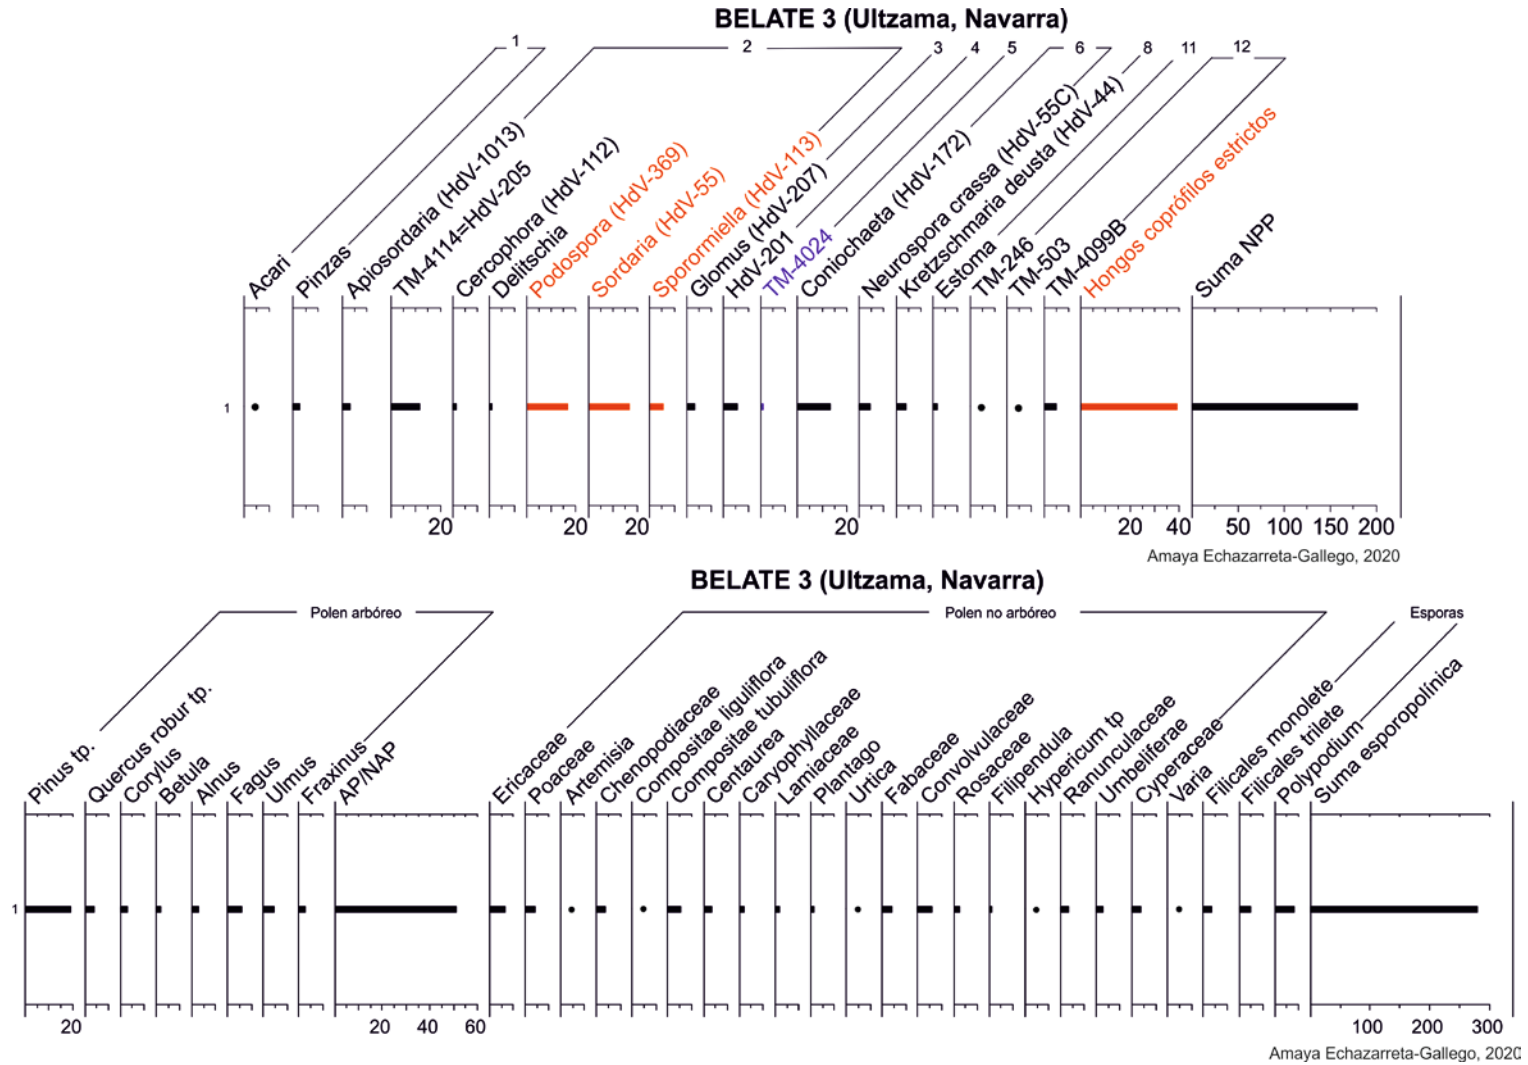 BELATE 3 (Ultzama, Navarra)
1
2
3
4
5
6
8
11
12
Acari
Pinzas
Apiosordaria (HdV-1013)
TM-4114=HdV-205
Cercophora (HdV-112)
Delitschia
Podospora (HdV-369)
Sordaria (HdV-55)
Sporormiella (HdV-113)
Glomus (HdV-207)
HdV-201
TM-4024
Coniochaeta (HdV-172)
Neurospora crassa (HdV-55C)
Kretzschmaria deusta (HdV-44)
Estoma
TM-246
TM-503
TM-4099B
Hongos coprófilos estrictos
Suma NPP
1
20
20
20
20
20
40
50
100
150
200
Amaya Echazarreta-Gallego, 2020
BELATE 3 (Ultzama, Navarra)
Polen arbóreo
Polen no arbóreo
Esporas
Pinus tp.
Quercus robur tp.
Corylus
Betula
Alnus
Fagus
Ulmus
Fraxinus
AP/NAP
Ericaceae
Poaceae
Artemisia
Chenopodiaceae
Compositae liguliflora
Compositae tubuliflora
Centaurea
Caryophyllaceae
Lamiaceae
Plantago
Urtica
Fabaceae
Convolvulaceae
Rosaceae
Filipendula
Hypericum tp
Ranunculaceae
Umbeliferae
Cyperaceae
Varia
Filicales monolete
Filicales trilete
Polypodium
Suma esporopolínica
1
20
20
40
60
100
200
300
Amaya Echazarreta-Gallego, 2020